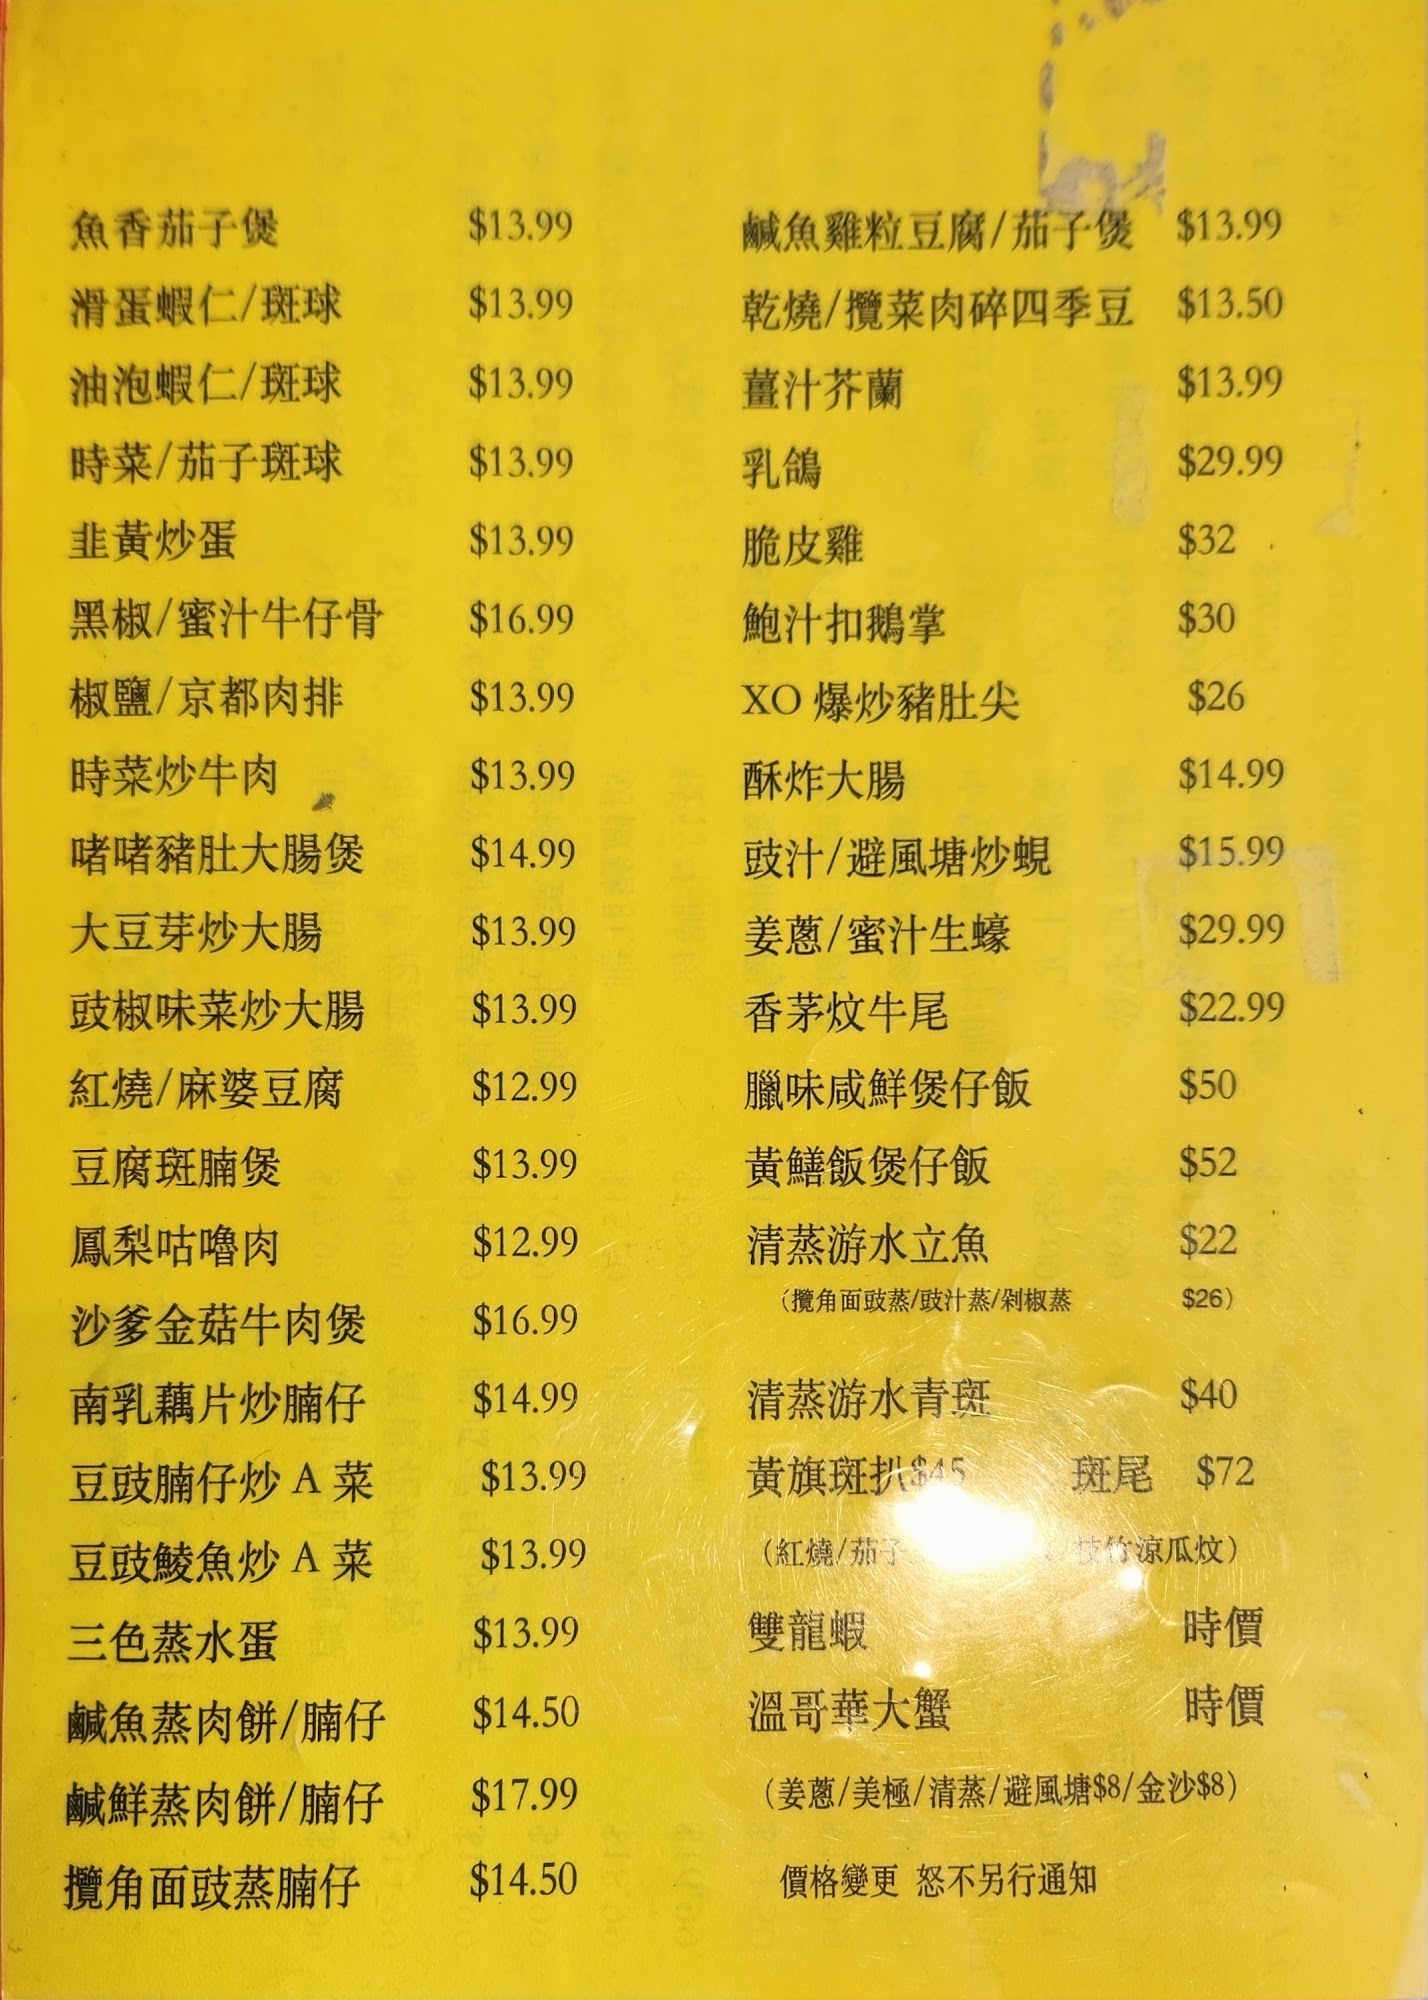 魚香茄子煲 $13.99
滑蛋蝦仁/斑球 $13.99
油泡蝦仁/斑球 $13.99
時菜/茄子斑球 $13.99
韭黃炒蛋 $13.99
黑椒/蜜汁牛仔骨 $16.99
椒鹽/京都肉排 $13.99
時菜炒牛肉 $13.99
啫啫豬肚大腸煲 $14.99
大豆芽炒大腸 $13.99
豉椒味菜炒大腸 $13.99
紅燒/麻婆豆腐 $12.99
豆腐斑腩煲 $13.99
鳳梨咕嚕肉 $12.99
沙爹金菇牛肉煲 $16.99
南乳藕片炒腩仔 $14.99
豆豉腩仔炒 A 菜 $13.99
豆豉鯪魚炒 A 菜 $13.99
三色蒸水蛋 $13.99
鹹魚蒸肉餅/腩仔 $14.50
鹹鮮蒸肉餅/腩仔 $17.99
欖角面豉蒸腩仔 $14.50
鹹魚雞粒豆腐/茄子煲 $13.99
乾燒/欖菜肉碎四季豆 $13.50
薑汁芥蘭 $13.99
乳鴿 $29.99
脆皮雞 $32
鮑汁扣鵝掌 $30
XO 爆炒豬肚尖 $26
酥炸大腸 $14.99
豉汁/避風塘炒蜆 $15.99
姜蔥/蜜汁生蠔 $29.99
香茅炆牛尾 $22.99
臘味咸鮮煲仔飯 $50
黃鱔飯煲仔飯 $52
清蒸游水立魚 $22
(欖角面豉蒸/豉汁蒸/剁椒蒸 $26)
清蒸游水青斑 $40
黃旗斑扒$45 斑尾 $72
(紅燒/茄子 /枝竹涼瓜炆)
雙龍蝦 時價
溫哥華大蟹 時價
(姜蔥/美極/清蒸/避風塘$8/金沙$8)
價格變更 怒不另行通知